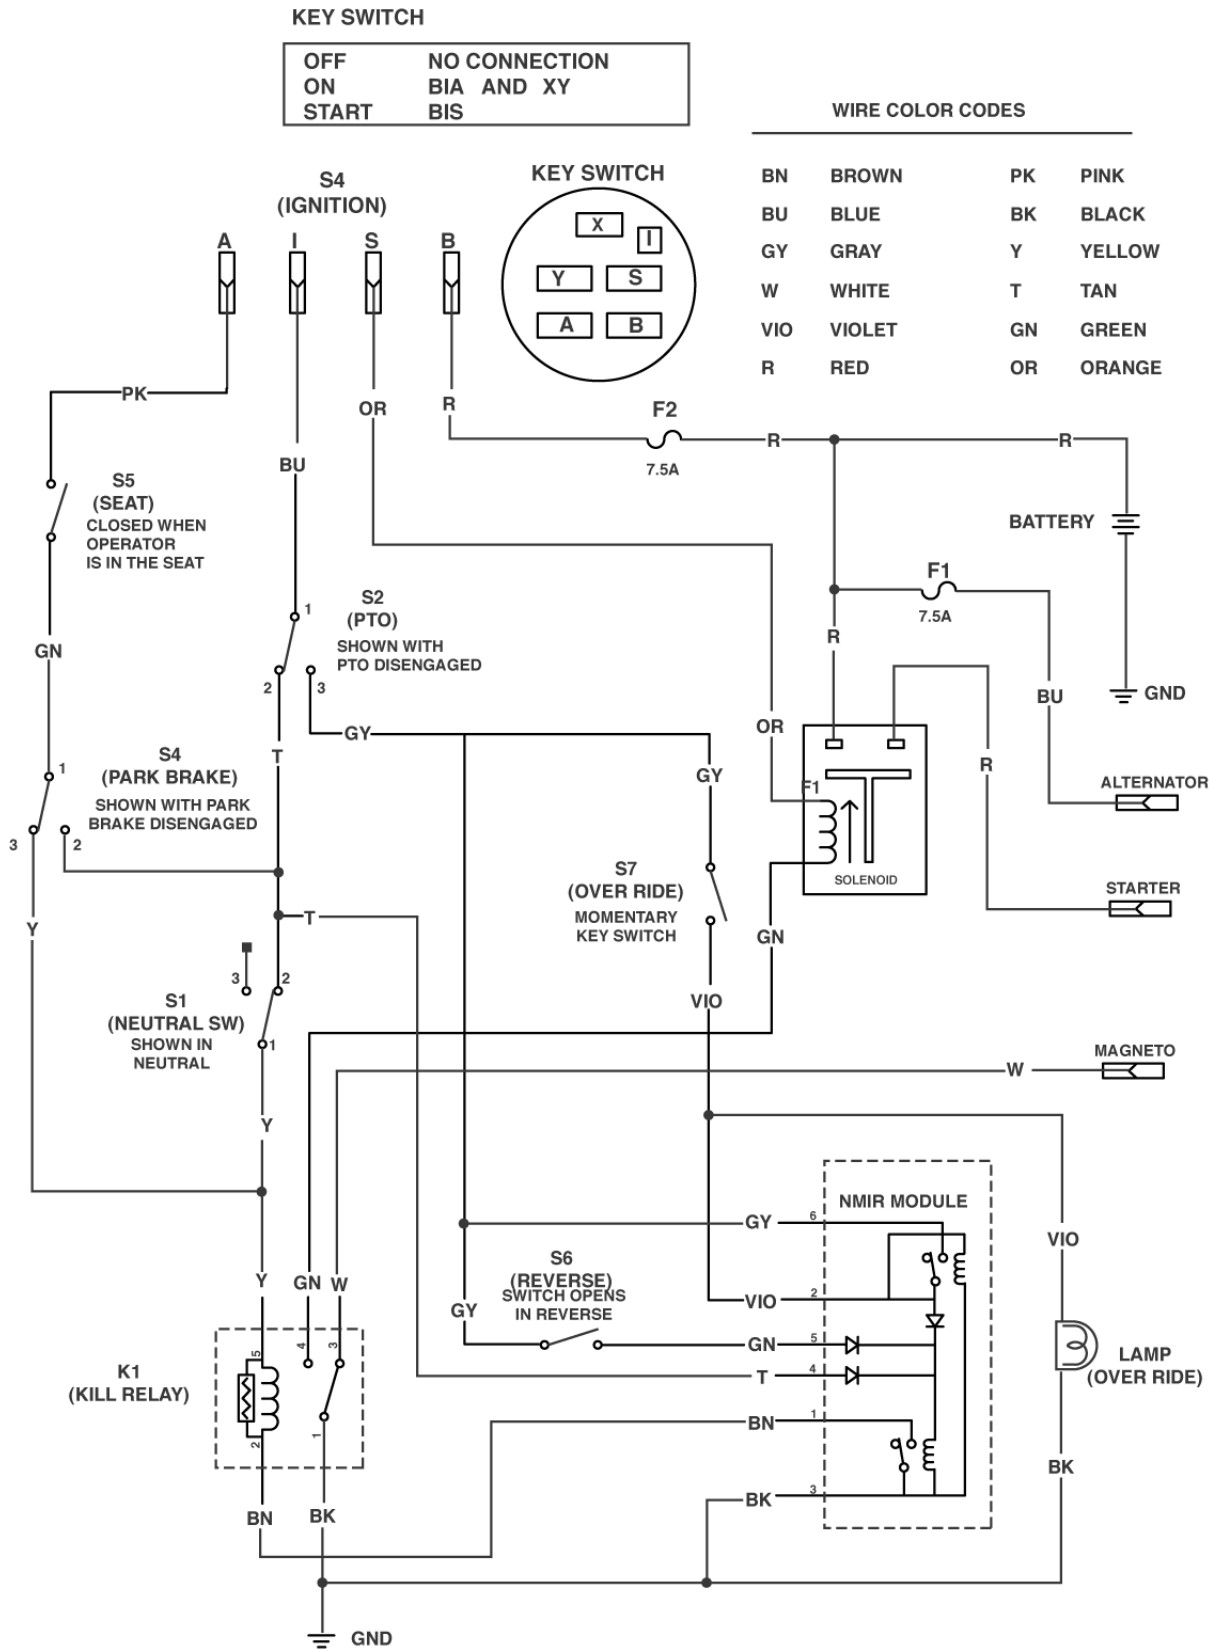 KEY SWITCH
OFF NO CONNECTION
ON BIA AND XY
START BIS
WIRE COLOR CODES
BN BROWN PK PINK
BU BLUE BK BLACK
GY GRAY Y YELLOW
W WHITE T TAN
VIO VIOLET GN GREEN
R RED OR ORANGE
S4
(IGNITION)
A I S B
KEY SWITCH
X
I
Y S
A B
PK
OR
R
F2
7.5A
R
R
BU
S5
(SEAT)
CLOSED WHEN
OPERATOR
IS IN THE SEAT
BATTERY
F1
7.5A
S2
(PTO)
SHOWN WITH
PTO DISENGAGED
1
2
3
R
GN
GND
BU
GY
T
OR
S4
(PARK BRAKE)
SHOWN WITH PARK
BRAKE DISENGAGED
1
3
2
GY
R
ALTERNATOR
F1
SOLENOID
STARTER
S7
(OVER RIDE)
MOMENTARY
KEY SWITCH
Y
T
GN
3
2
S1
(NEUTRAL SW)
SHOWN IN
NEUTRAL
1
VIO
MAGNETO
W
Y
NMIR MODULE
GY 6
VIO
S6
(REVERSE)
SWITCH OPENS
IN REVERSE
Y
GN
W
GY
VIO 2
GN 5
T 4
K1
(KILL RELAY)
5
4
3
2
1
LAMP
(OVER RIDE)
BN 1
BK
BK 3
BN
BK
GND